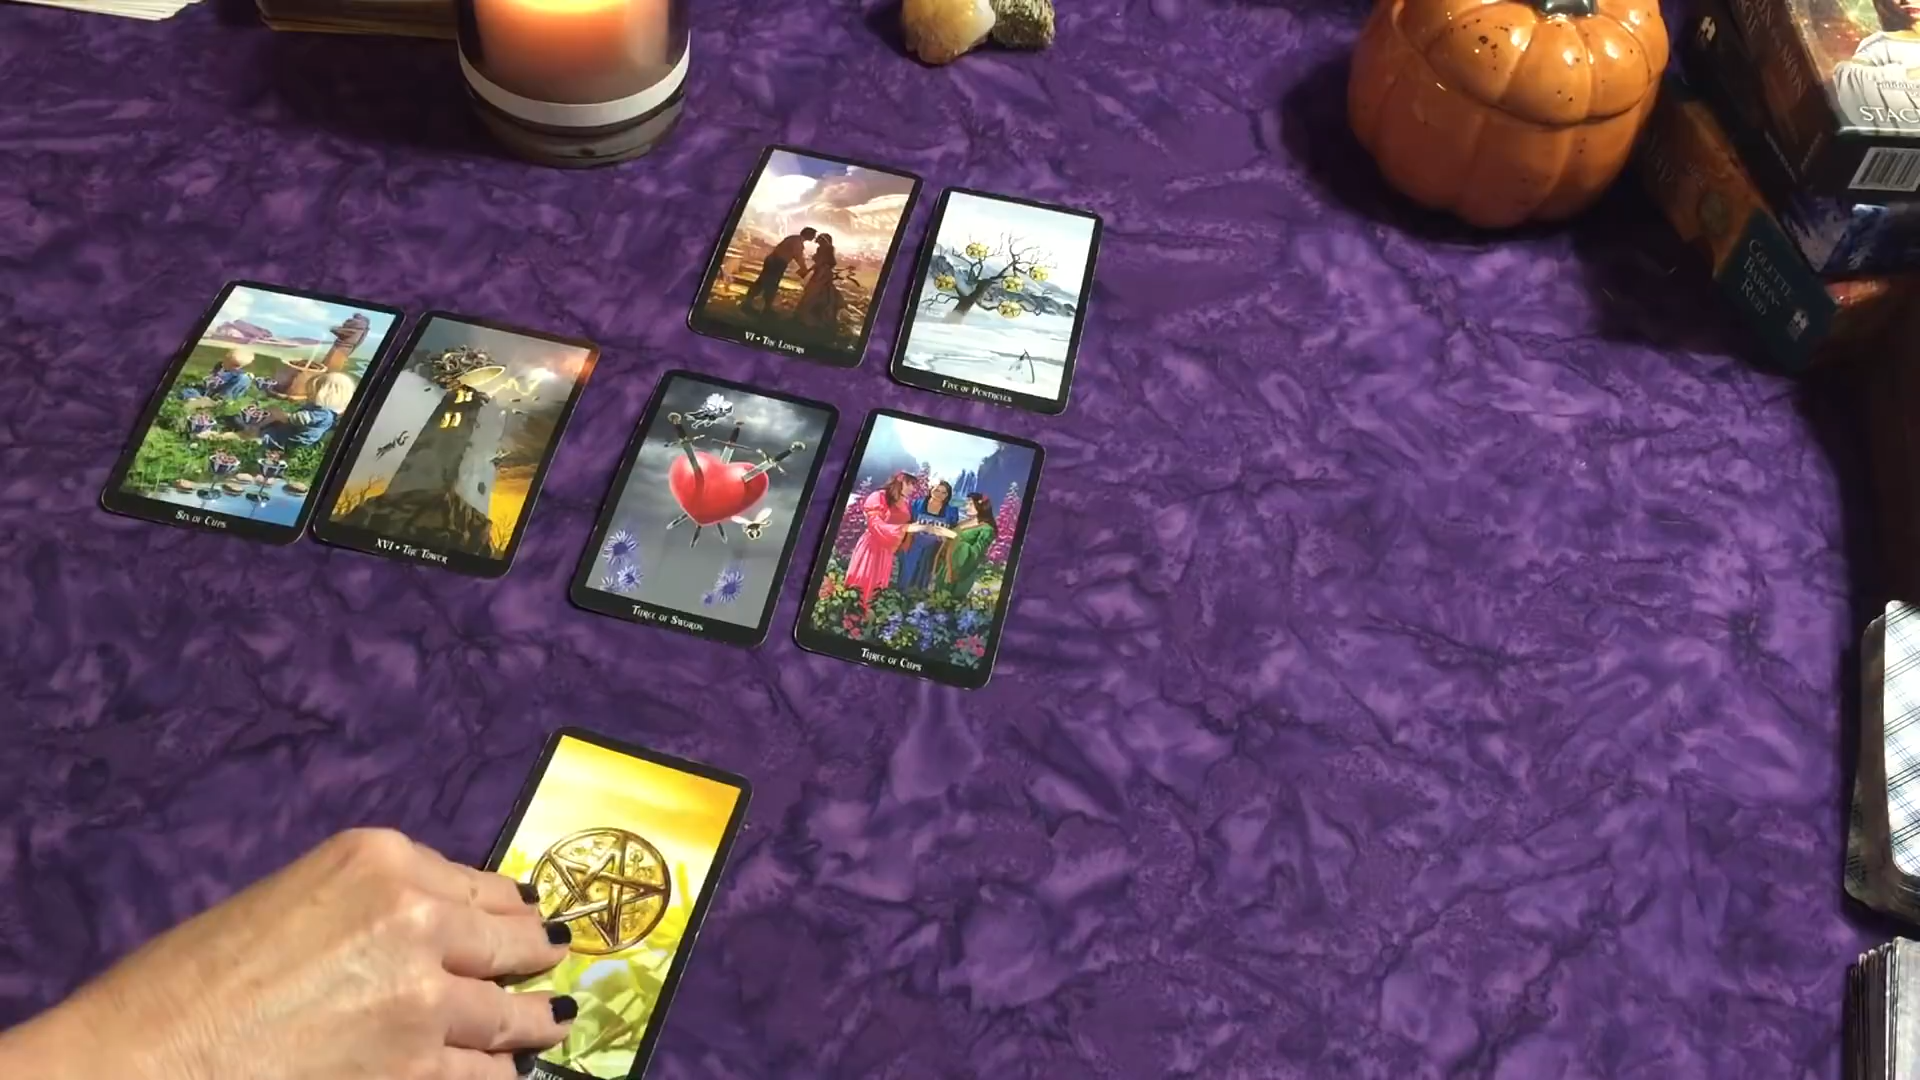 VI • The Lovers
Five of Pentacles
Six of Cups
XVI • The Tower
Three of Swords
Three of Cups
STAC
COLETTE
BARON-
REID